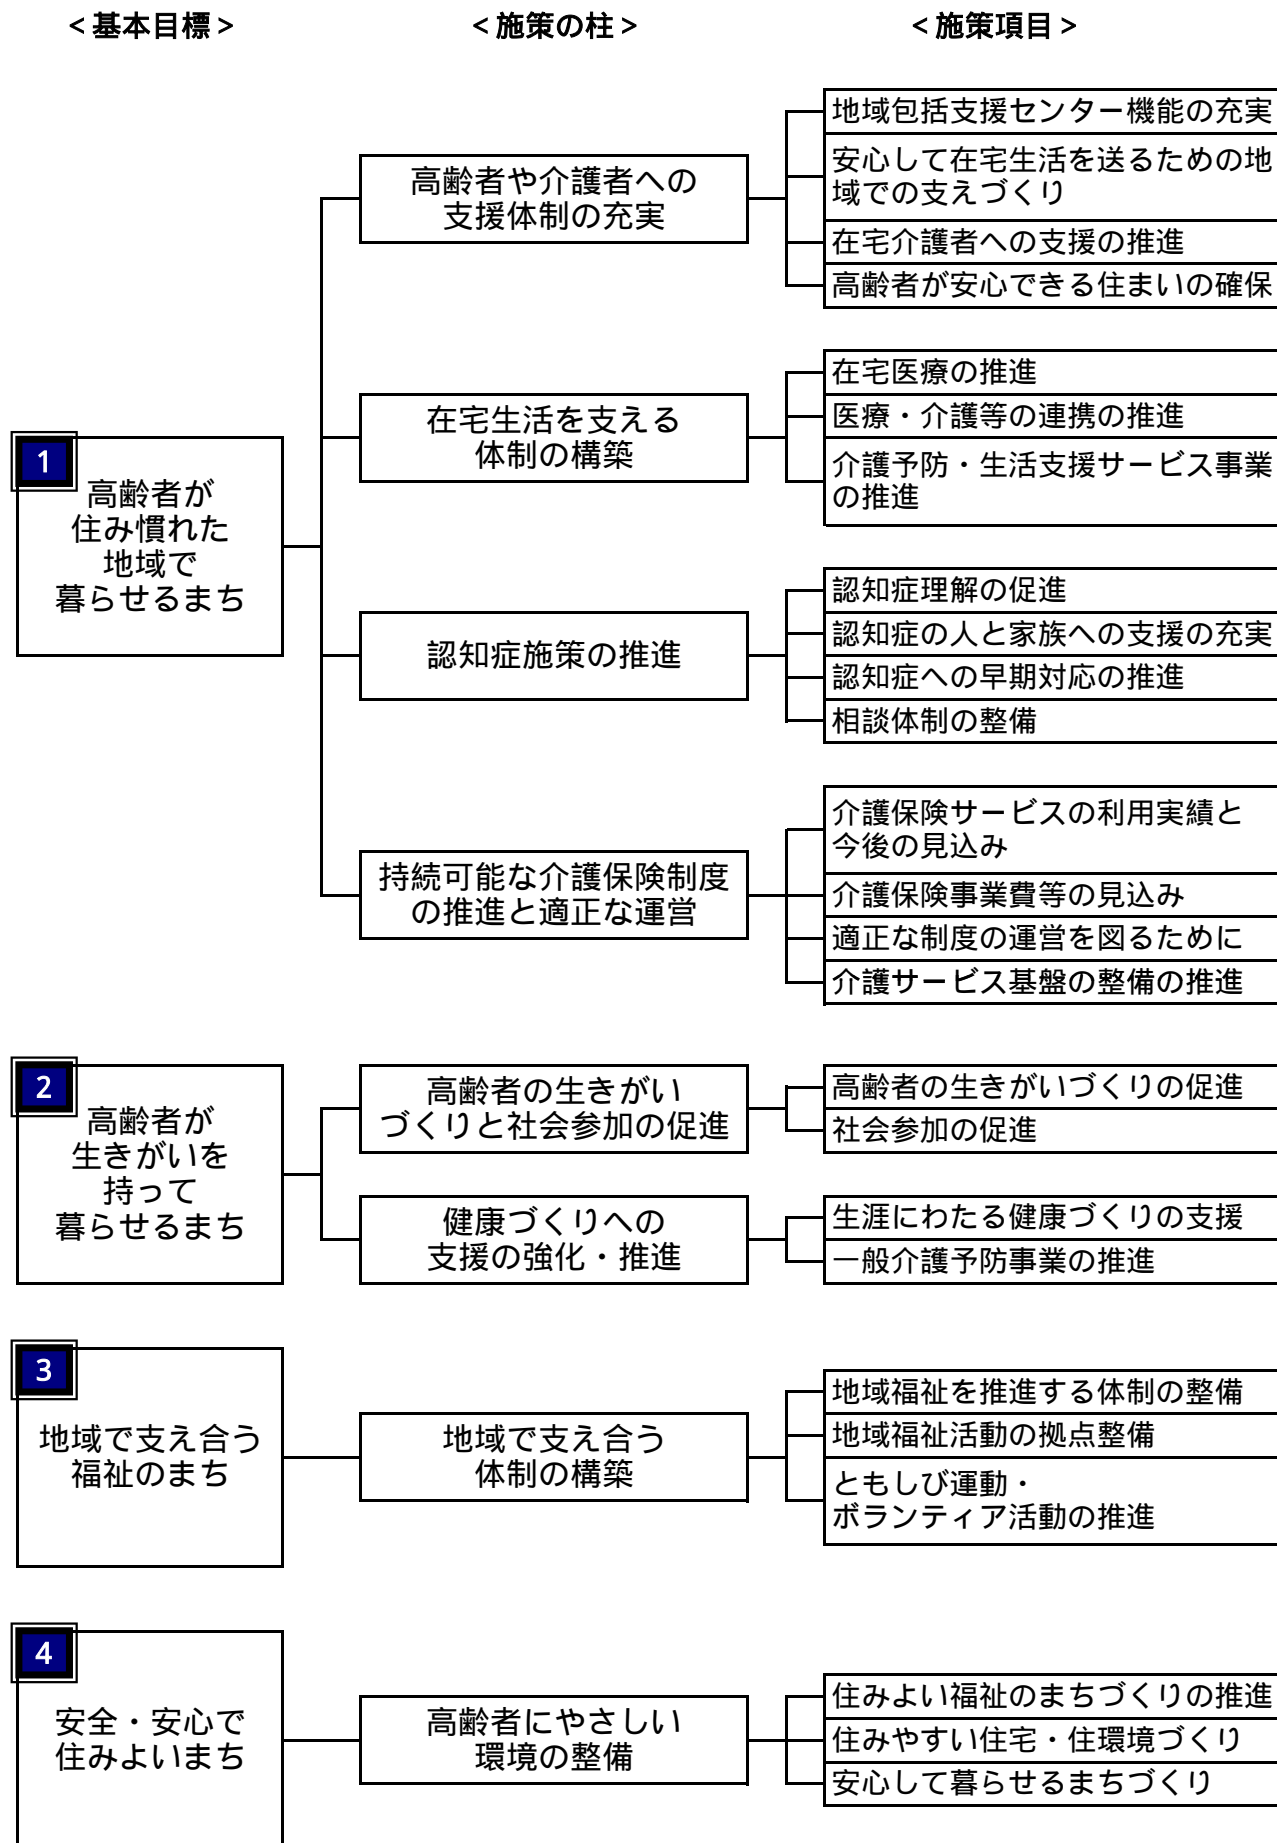 ＜基本目標＞
＜施策の柱＞
＜施策項目＞
1
高齢者が
住み慣れた
地域で
暮らせるまち
高齢者や介護者への
支援体制の充実
地域包括支援センター機能の充実
安心して在宅生活を送るための地
域での支えづくり
在宅介護者への支援の推進
高齢者が安心できる住まいの確保
在宅生活を支える
体制の構築
在宅医療の推進
医療・介護等の連携の推進
介護予防・生活支援サービス事業
の推進
認知症施策の推進
認知症理解の促進
認知症の人と家族への支援の充実
認知症への早期対応の推進
相談体制の整備
持続可能な介護保険制度
の推進と適正な運営
介護保険サービスの利用実績と
今後の見込み
介護保険事業費等の見込み
適正な制度の運営を図るために
介護サービス基盤の整備の推進
2
高齢者が
生きがいを
持って
暮らせるまち
高齢者の生きがい
づくりと社会参加の促進
高齢者の生きがいづくりの促進
社会参加の促進
健康づくりへの
支援の強化・推進
生涯にわたる健康づくりの支援
一般介護予防事業の推進
3
地域で支え合う
福祉のまち
地域で支え合う
体制の構築
地域福祉を推進する体制の整備
地域福祉活動の拠点整備
ともしび運動・
ボランティア活動の推進
4
安全・安心で
住みよいまち
高齢者にやさしい
環境の整備
住みよい福祉のまちづくりの推進
住みやすい住宅・住環境づくり
安心して暮らせるまちづくり